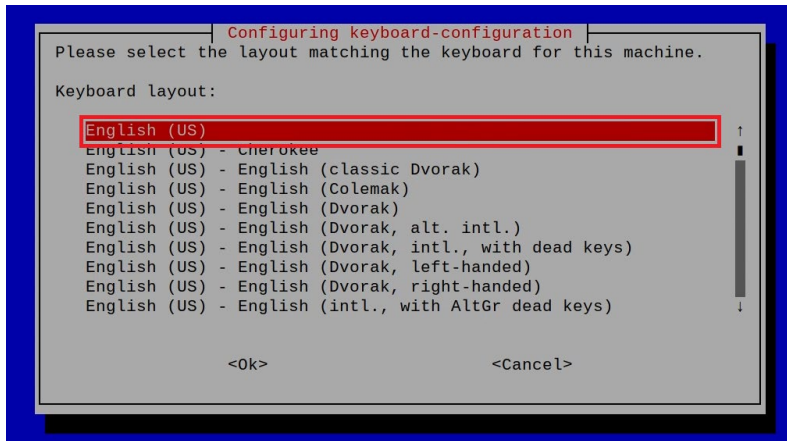 Configuring keyboard-configuration
Please select the layout matching the keyboard for this machine.
Keyboard layout:
English (US)
English (US) - Cherokee
English (US) - English (classic Dvorak)
English (US) - English (Colemak)
English (US) - English (Dvorak)
English (US) - English (Dvorak, alt. intl.)
English (US) - English (Dvorak, intl., with dead keys)
English (US) - English (Dvorak, left-handed)
English (US) - English (Dvorak, right-handed)
English (US) - English (intl., with AltGr dead keys)
<Ok> <Cancel>